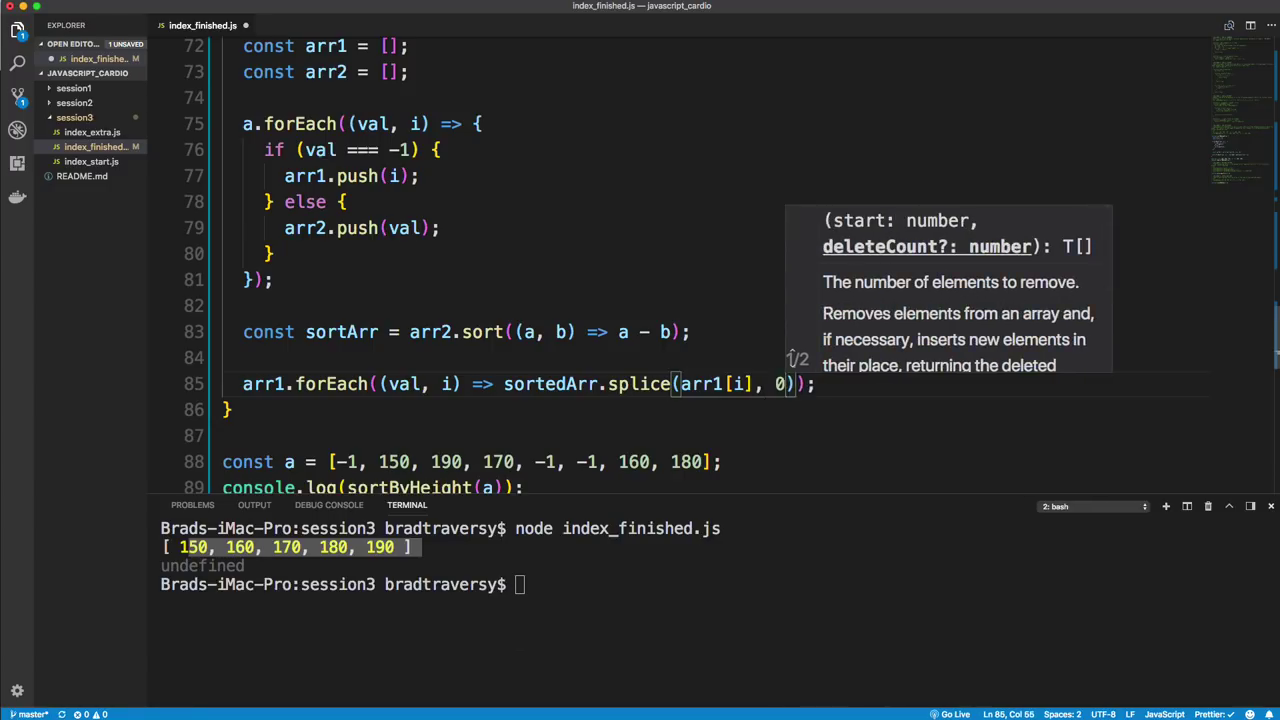 index_finished.js — javascript_cardio
EXPLORER
OPEN EDITO... 1 UNSAVED
index_finishe... M
JAVASCRIPT_CARDIO
session1
session2
session3
index_extra.js
index_finished... M
index_start.js
README.md
index_finished.js
72 const arr1 = [];
73 const arr2 = [];
74
75 a.forEach((val, i) => {
76 if (val === -1) {
77 arr1.push(i);
78 } else {
79 arr2.push(val);
80 }
81 });
82
83 const sortArr = arr2.sort((a, b) => a - b);
84
85 arr1.forEach((val, i) => sortedArr.splice(arr1[i], 0));
86 }
87
88 const a = [-1, 150, 190, 170, -1, -1, 160, 180];
89 console.log(sortByHeight(a));
(start: number,
deleteCount?: number): T[]
The number of elements to remove.
Removes elements from an array and,
if necessary, inserts new elements in
their place, returning the deleted
1/2
PROBLEMS OUTPUT DEBUG CONSOLE TERMINAL
2: bash
Brads-iMac-Pro:session3 bradtraversy$ node index_finished.js
[ 150, 160, 170, 180, 190 ]
undefined
Brads-iMac-Pro:session3 bradtraversy$
master* 0 0
Go Live Ln 85, Col 55 Spaces: 2 UTF-8 LF JavaScript Prettier: ✓